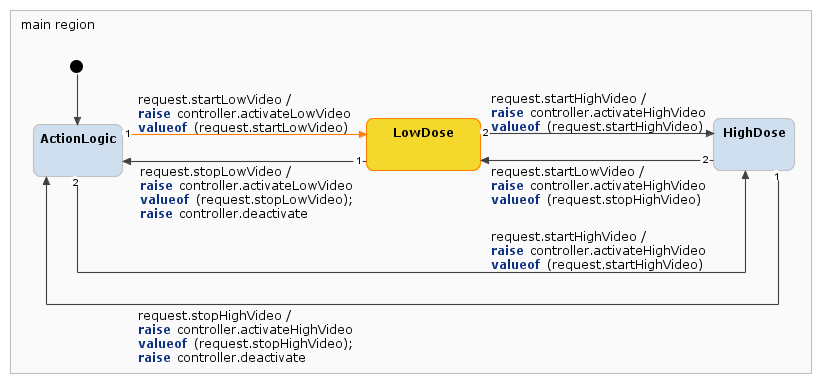 main region
request.startLowVideo /
raise controller.activateLowVideo
valueof (request.startLowVideo)
request.startHighVideo /
raise controller.activateHighVideo
valueof (request.startHighVideo)
ActionLogic
1
LowDose
2
HighDose
1
2
request.stopLowVideo /
raise controller.activateLowVideo
valueof (request.stopLowVideo);
raise controller.deactivate
request.startLowVideo /
raise controller.activateHighVideo
valueof (request.stopHighVideo)
2
1
request.startHighVideo /
raise controller.activateHighVideo
valueof (request.startHighVideo)
request.stopHighVideo /
raise controller.activateHighVideo
valueof (request.stopHighVideo);
raise controller.deactivate